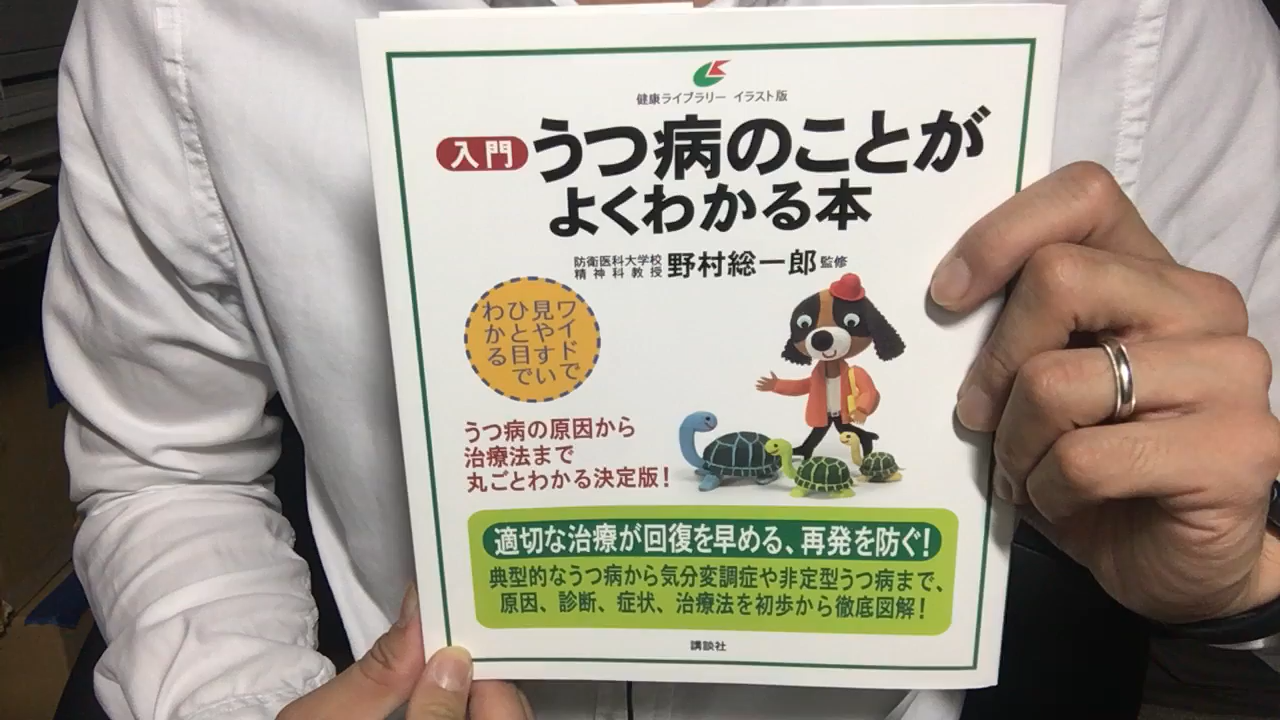 健康ライブラリー イラスト版
入門 うつ病のことが
よくわかる本
防衛医科大学校
精神科教授
野村総一郎 監修
ワイドで
見やすい
ひと目で
わかる
うつ病の原因から
治療法まで
丸ごとわかる決定版！
適切な治療が回復を早める、再発を防ぐ！
典型的なうつ病から気分変調症や非定型うつ病まで、
原因、診断、症状、治療法を初歩から徹底図解！
講談社